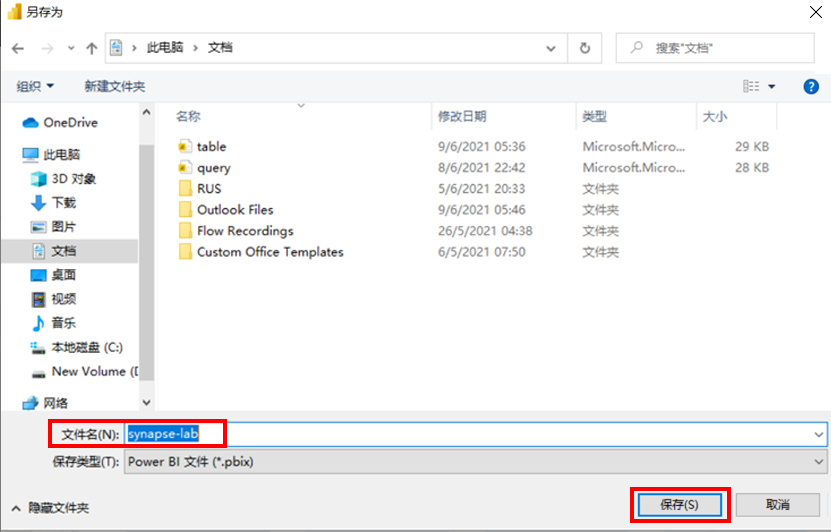 另存为
此电脑 文档
搜索"文档"
组织 新建文件夹
名称 修改日期 类型 大小
OneDrive
此电脑
3D 对象
下载
图片
文档
桌面
视频
音乐
本地磁盘 (C:)
New Volume (D
网络
table 9/6/2021 05:36 Microsoft.Micro... 29 KB
query 8/6/2021 22:42 Microsoft.Micro... 28 KB
RUS 5/6/2021 20:33 文件夹
Outlook Files 9/6/2021 05:46 文件夹
Flow Recordings 26/5/2021 04:38 文件夹
Custom Office Templates 6/5/2021 07:50 文件夹
文件名(N): synapse-lab
保存类型(T): Power BI 文件 (*.pbix)
隐藏文件夹
保存(S) 取消